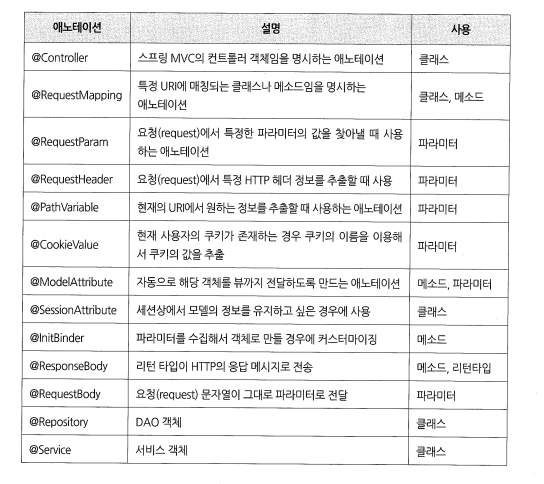 애노테이션 설명 사용
@Controller 스프링 MVC의 컨트롤러 객체임을 명시하는 애노테이션 클래스
@RequestMapping 특정 URI에 매칭되는 클래스나 메소드임을 명시하는
애노테이션 클래스, 메소드
@RequestParam 요청(request)에서 특정한 파라미터의 값을 찾아낼 때 사용
하는 애노테이션 파라미터
@RequestHeader 요청(request)에서 특정 HTTP 헤더 정보를 추출할 때 사용 파라미터
@PathVariable 현재의 URI에서 원하는 정보를 추출할 때 사용하는 애노테이션 파라미터
@CookieValue 현재 사용자의 쿠키가 존재하는 경우 쿠키의 이름을 이용해
서 쿠키의 값을 추출 파라미터
@ModelAttribute 자동으로 해당 객체를 뷰까지 전달하도록 만드는 애노테이션 메소드, 파라미터
@SessionAttribute 세션상에서 모델의 정보를 유지하고 싶은 경우에 사용 클래스
@InitBinder 파라미터를 수집해서 객체로 만들 경우에 커스터마이징 메소드
@ResponseBody 리턴 타입이 HTTP의 응답 메시지로 전송 메소드, 리턴타입
@RequestBody 요청(request) 문자열이 그대로 파라미터로 전달 파라미터
@Repository DAO 객체 클래스
@Service 서비스 객체 클래스